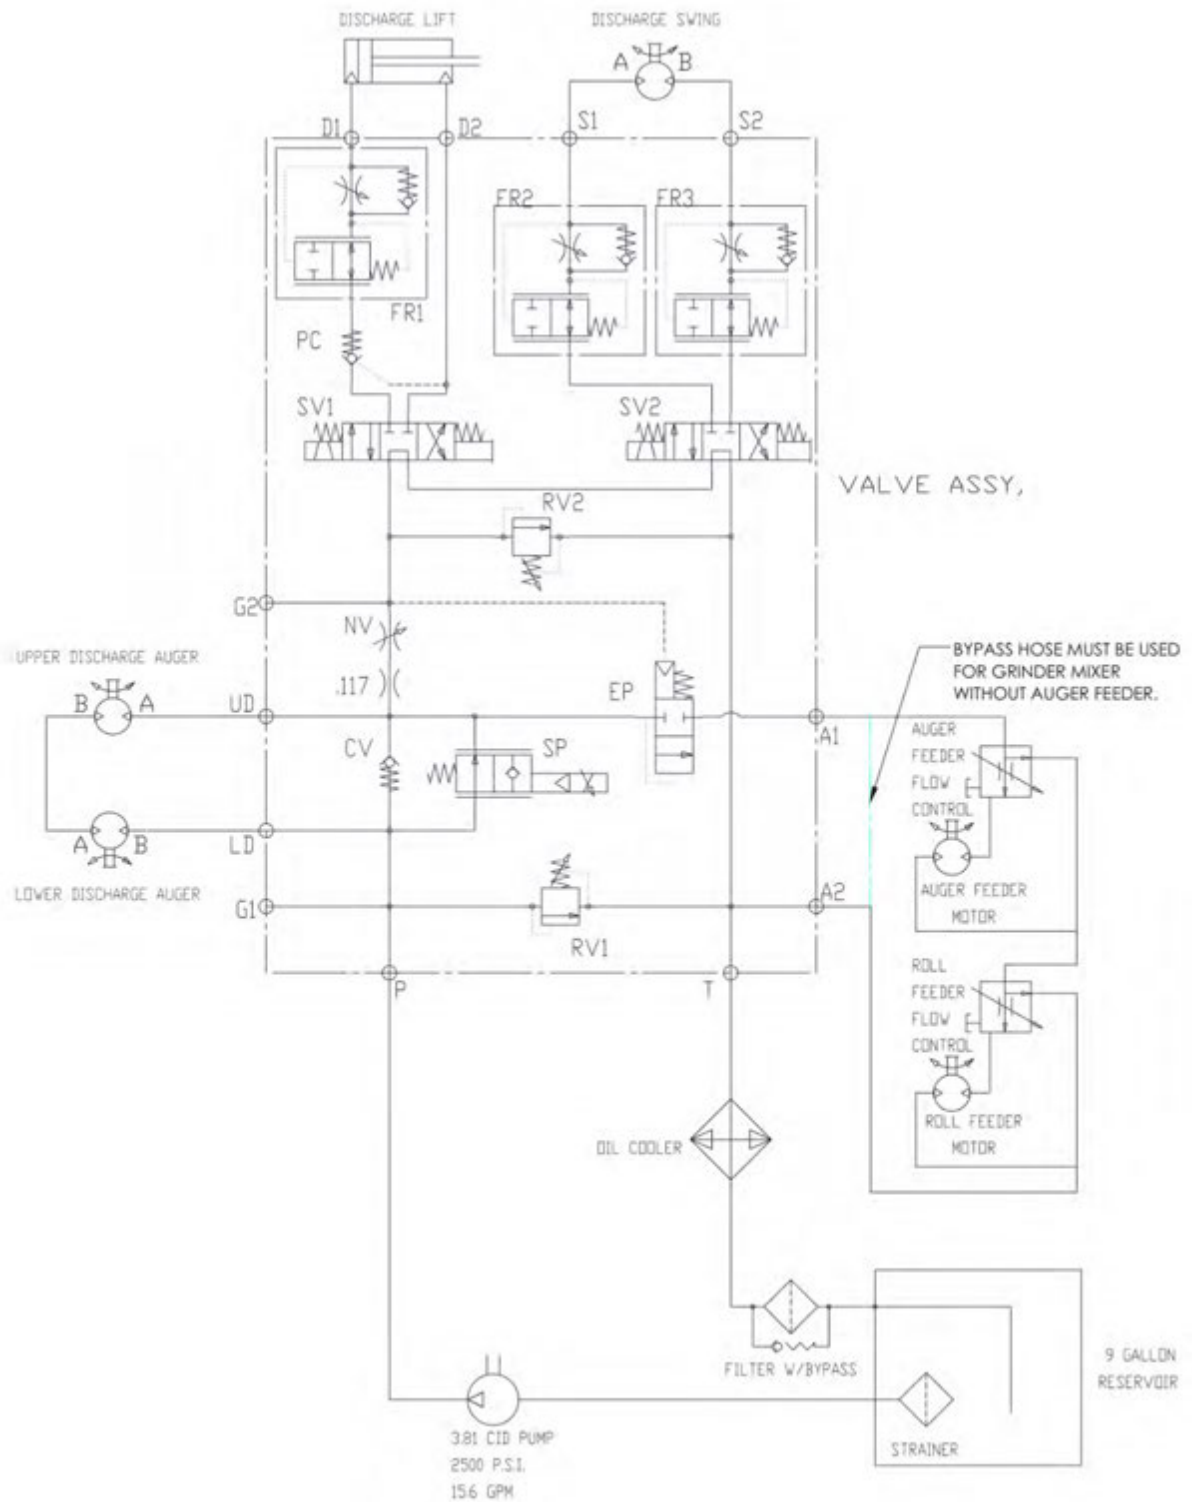 DISCHARGE LIFT
DISCHARGE SWING
A B
D1 D2 S1 S2
FR2 FR3
FR1
PC
SV1 SV2
VALVE ASSY,
RV2
G2
NV
BYPASS HOSE MUST BE USED
FOR GRINDER MIXER
WITHOUT AUGER FEEDER.
UPPER DISCHARGE AUGER
.117
EP
B A
UD
A1
AUGER
FEEDER
FLOW
CONTROL
CV
SP
A B
LD
LOWER DISCHARGE AUGER
AUGER FEEDER
MOTOR
G1
A2
RV1
P
T
ROLL
FEEDER
FLOW
CONTROL
ROLL FEEDER
MOTOR
OIL COOLER
FILTER W/BYPASS
9 GALLON
RESERVOIR
STRAINER
3.81 CID PUMP
2500 P.S.I.
15.6 GPM